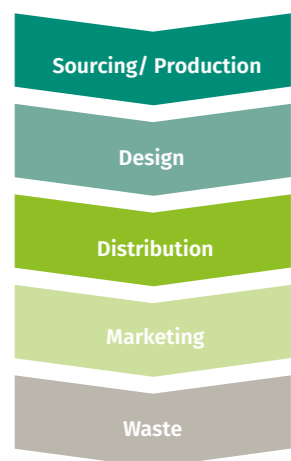 Sourcing/ Production
Design
Distribution
Marketing
Waste